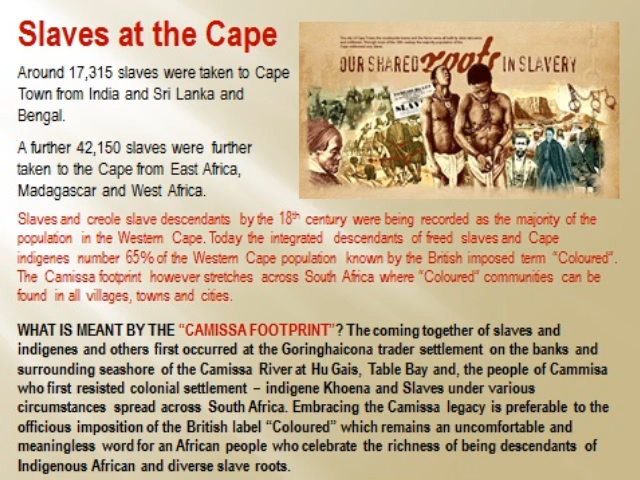 Slaves at the Cape
Around 17,315 slaves were taken to Cape
Town from India and Sri Lanka and
Bengal.
A further 42,150 slaves were further
taken to the Cape from East Africa,
Madagascar and West Africa.
OUR SHARED roots IN SLAVERY
Slaves and creole slave descendants by the 18th century were being recorded as the majority of the
population in the Western Cape. Today the integrated descendants of freed slaves and Cape
indigenes number 65% of the Western Cape population known by the British imposed term “Coloured”.
The Camissa footprint however stretches across South Africa where “Coloured” communities can be
found in all villages, towns and cities.
WHAT IS MEANT BY THE “CAMISSA FOOTPRINT”? The coming together of slaves and
indigenes and others first occurred at the Goringhaicona trader settlement on the banks and
surrounding seashore of the Camissa River at Hu Gais, Table Bay and, the people of Cammisa
who first resisted colonial settlement – indigene Khoena and Slaves under various
circumstances spread across South Africa. Embracing the Camissa legacy is preferable to the
officious imposition of the British label “Coloured” which remains an uncomfortable and
meaningless word for an African people who celebrate the richness of being descendants of
Indigenous African and diverse slave roots.